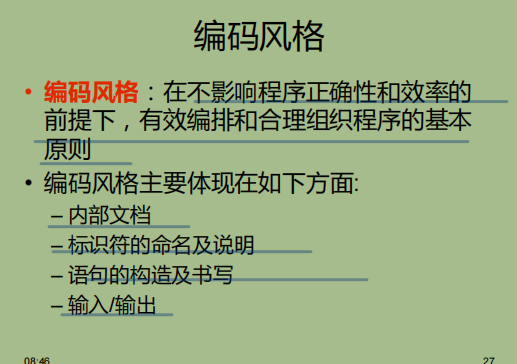 编码风格
• 编码风格：在不影响程序正确性和效率的
前提下，有效编排和合理组织程序的基本
原则
• 编码风格主要体现在如下方面:
– 内部文档
– 标识符的命名及说明
– 语句的构造及书写
– 输入/输出
08:46
27